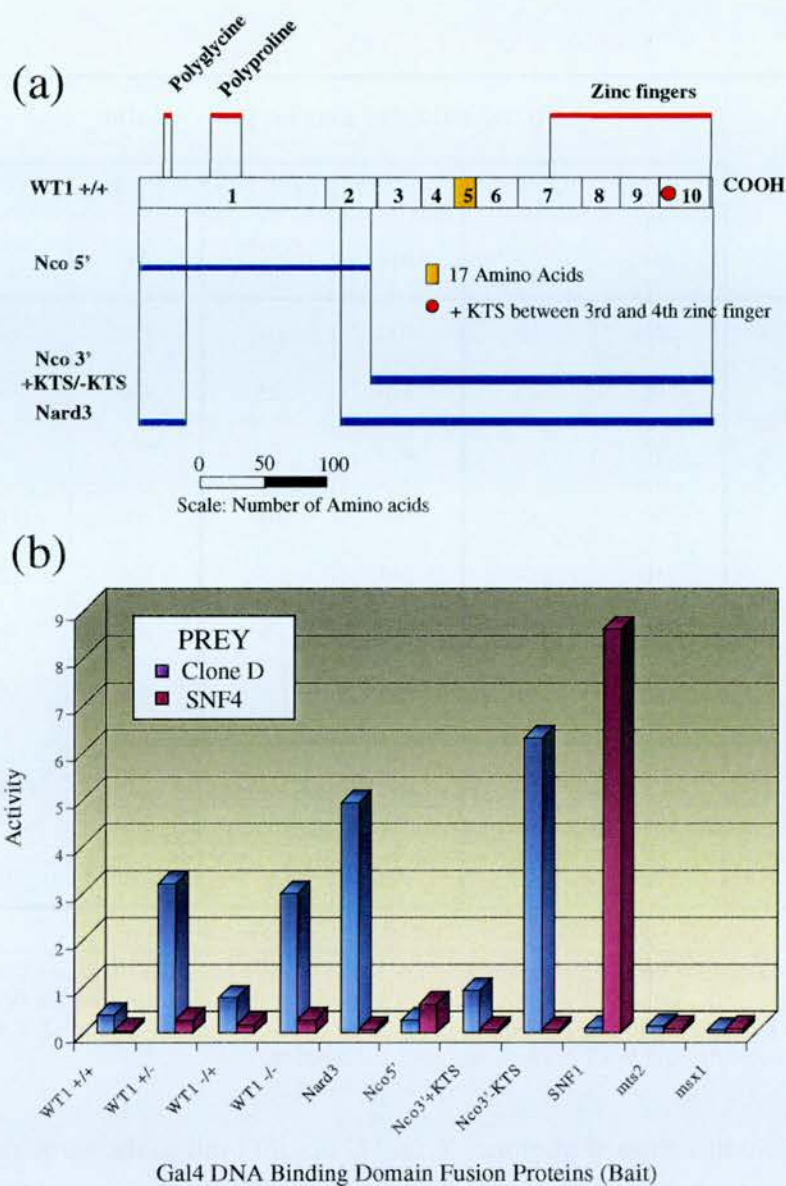 (a)
Polyglycine
Polyproline
Zinc fingers
WT1 +/+
1 2 3 4 5 6 7 8 9 10
COOH
Nco 5'
17 Amino Acids
+ KTS between 3rd and 4th zinc finger
Nco 3'
+KTS/-KTS
Nard3
0 50 100
Scale: Number of Amino acids
(b)
9
8
7
6
5
4
3
2
1
0
Activity
PREY
Clone D
SNF4
WT1 +/+
WT1 +/-
WT1 -/+
WT1 -/-
Nard3
Nco5'
Nco3'+KTS
Nco3'-KTS
SNF1
mts2
msx1
Gal4 DNA Binding Domain Fusion Proteins (Bait)